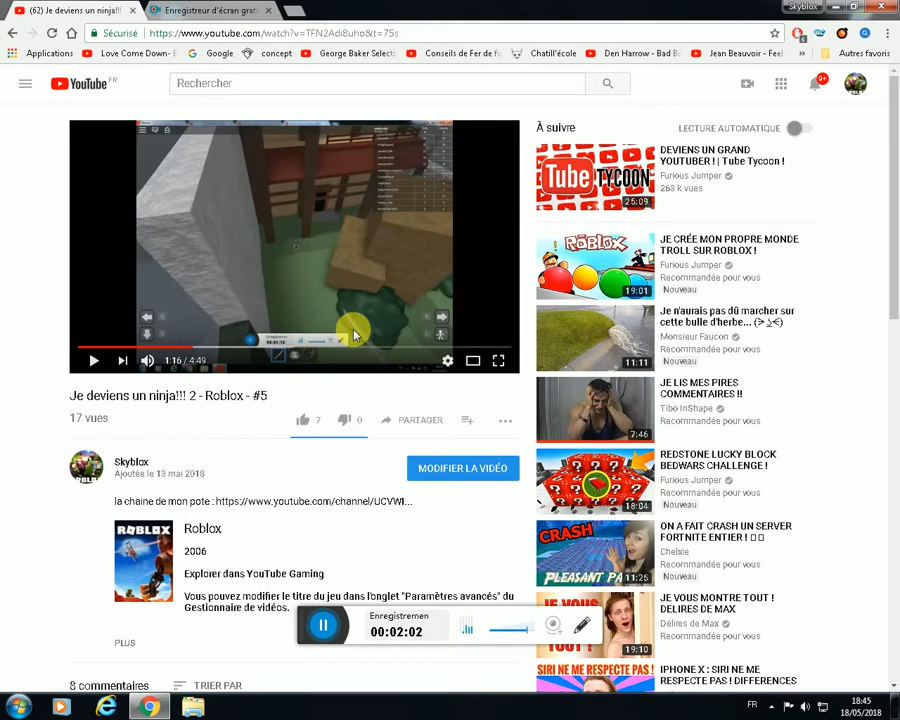 (62) Je deviens un ninja!!!
Enregistreur d'écran grat
Skyblox
Sécurisé
https://www.youtube.com/watch?v=TFN2Adi8uho&t=75s
Applications
Love Come Down-
Google
concept
George Baker Selecti
Conseils de Fer de fo
Chatill'école
Den Harrow - Bad B
Jean Beauvoir - Feel
»
Autres favoris
YouTube FR
Rechercher
9+
1:16 / 4:49
Je deviens un ninja!!! 2 - Roblox - #5
17 vues
7
0
PARTAGER
Skyblox
Ajoutée le 13 mai 2018
MODIFIER LA VIDÉO
la chaine de mon pote : https://www.youtube.com/channel/UCVWI...
ROBLOX
Roblox
2006
Explorer dans YouTube Gaming
Vous pouvez modifier le titre du jeu dans l'onglet "Paramètres avancés" du
Gestionnaire de vidéos.
PLUS
8 commentaires
TRIER PAR
Enregistremen
00:02:02
À suivre
LECTURE AUTOMATIQUE
Tube TYCOON
25:09
DEVIENS UN GRAND
YOUTUBER ! | Tube Tycoon !
Furious Jumper
263 k vues
ROBLOX
19:01
JE CRÉE MON PROPRE MONDE
TROLL SUR ROBLOX !
Furious Jumper
Recommandée pour vous
Nouveau
11:11
Je n'aurais pas dû marcher sur
cette bulle d'herbe...
Monsieur Faucon
Recommandée pour vous
Nouveau
7:46
JE LIS MES PIRES
COMMENTAIRES !!
Tibo InShape
Recommandée pour vous
18:04
REDSTONE LUCKY BLOCK
BEDWARS CHALLENGE !
Furious Jumper
Recommandée pour vous
Nouveau
CRASH
PLEASANT PA
11:25
ON A FAIT CRASH UN SERVER
FORTNITE ENTIER !
Chelxie
Recommandée pour vous
Nouveau
JE VOUS
TOUT !
19:10
JE VOUS MONTRE TOUT !
DELIRES DE MAX
Délires de Max
Recommandée pour vous
Nouveau
SIRI NE ME RESPECTE PAS !
IPHONE X : SIRI NE ME
RESPECTE PAS ! DIFFERENCES
FR
18:45
18/05/2018